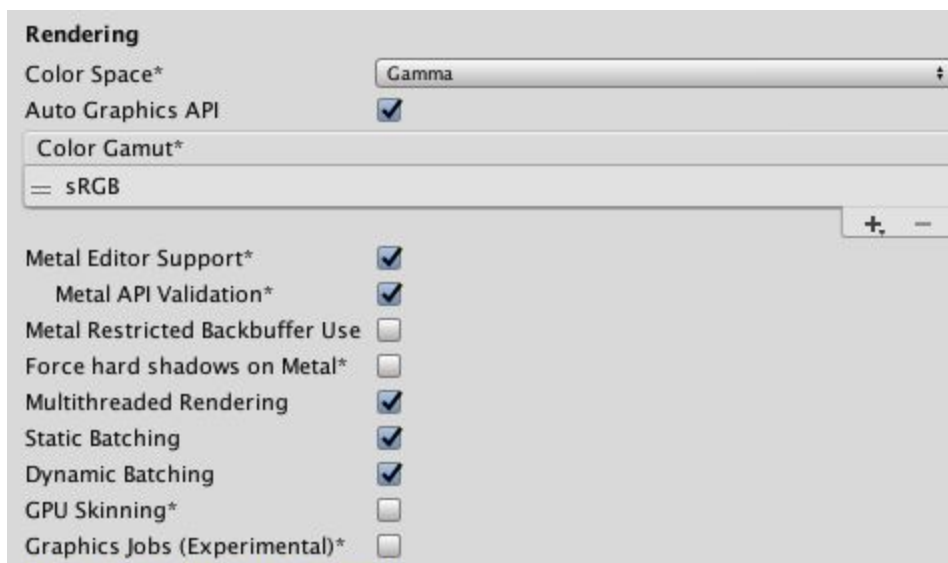 Rendering
Color Space* Gamma
Auto Graphics API
Color Gamut*
= sRGB
Metal Editor Support*
Metal API Validation*
Metal Restricted Backbuffer Use
Force hard shadows on Metal*
Multithreaded Rendering
Static Batching
Dynamic Batching
GPU Skinning*
Graphics Jobs (Experimental)*